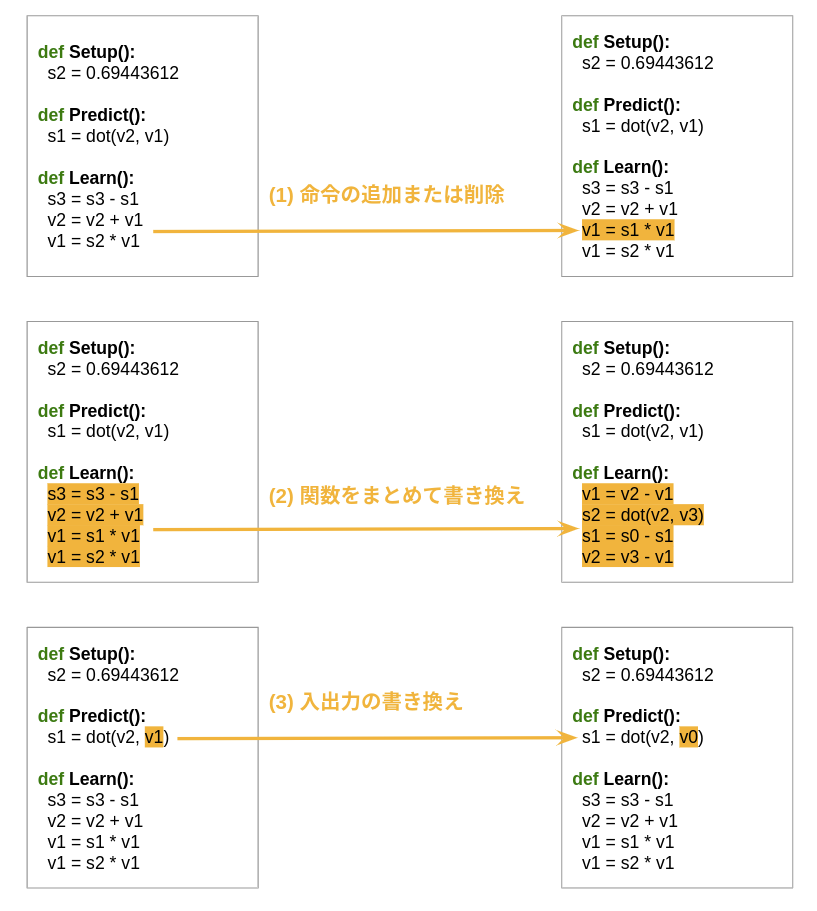 def Setup():
s2 = 0.69443612
def Predict():
s1 = dot(v2, v1)
def Learn():
s3 = s3 - s1
v2 = v2 + v1
v1 = s2 * v1
(1) 命令の追加または削除
def Setup():
s2 = 0.69443612
def Predict():
s1 = dot(v2, v1)
def Learn():
s3 = s3 - s1
v2 = v2 + v1
v1 = s1 * v1
v1 = s2 * v1
def Setup():
s2 = 0.69443612
def Predict():
s1 = dot(v2, v1)
def Learn():
s3 = s3 - s1
v2 = v2 + v1
v1 = s1 * v1
v1 = s2 * v1
(2) 関数をまとめて書き換え
def Setup():
s2 = 0.69443612
def Predict():
s1 = dot(v2, v1)
def Learn():
v1 = v2 - v1
s2 = dot(v2, v3)
s1 = s0 - s1
v2 = v3 - v1
def Setup():
s2 = 0.69443612
def Predict():
s1 = dot(v2, v1)
def Learn():
s3 = s3 - s1
v2 = v2 + v1
v1 = s1 * v1
v1 = s2 * v1
(3) 入出力の書き換え
def Setup():
s2 = 0.69443612
def Predict():
s1 = dot(v2, v0)
def Learn():
s3 = s3 - s1
v2 = v2 + v1
v1 = s1 * v1
v1 = s2 * v1